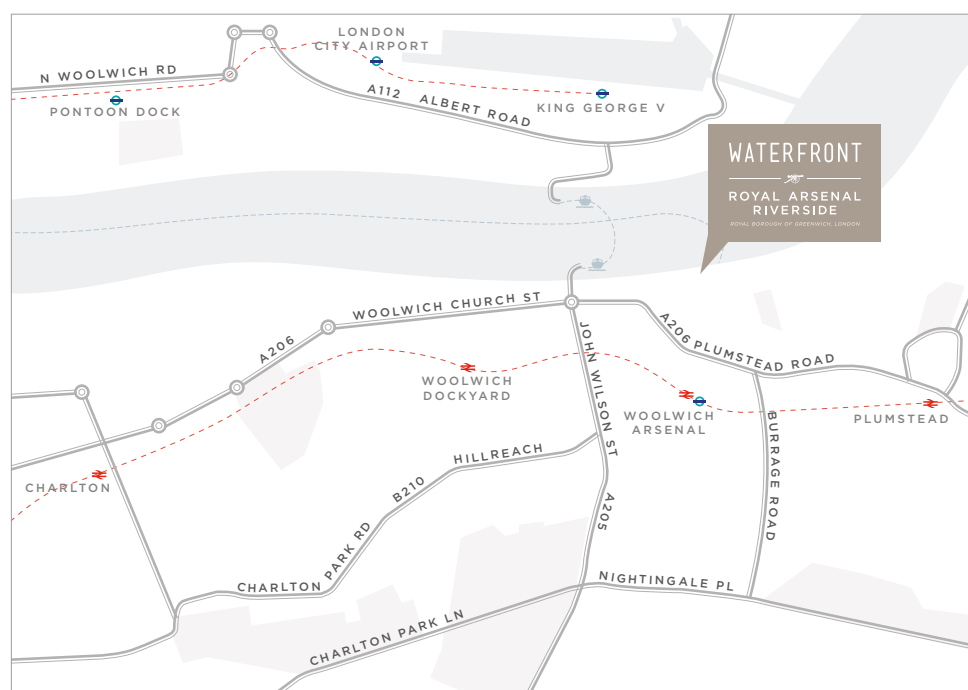 LONDON
CITY AIRPORT
N WOOLWICH RD
PONTOON DOCK
A112 ALBERT ROAD
KING GEORGE V
WATERFRONT
ROYAL ARSENAL
RIVERSIDE
ROYAL BOROUGH OF GREENWICH, LONDON
WOOLWICH CHURCH ST
A206
A206 PLUMSTEAD ROAD
JOHN WILSON ST
WOOLWICH
DOCKYARD
WOOLWICH
ARSENAL
PLUMSTEAD
BURRAGE ROAD
HILLREACH
B210
CHARLTON
A205
CHARLTON PARK RD
NIGHTINGALE PL
CHARLTON PARK LN